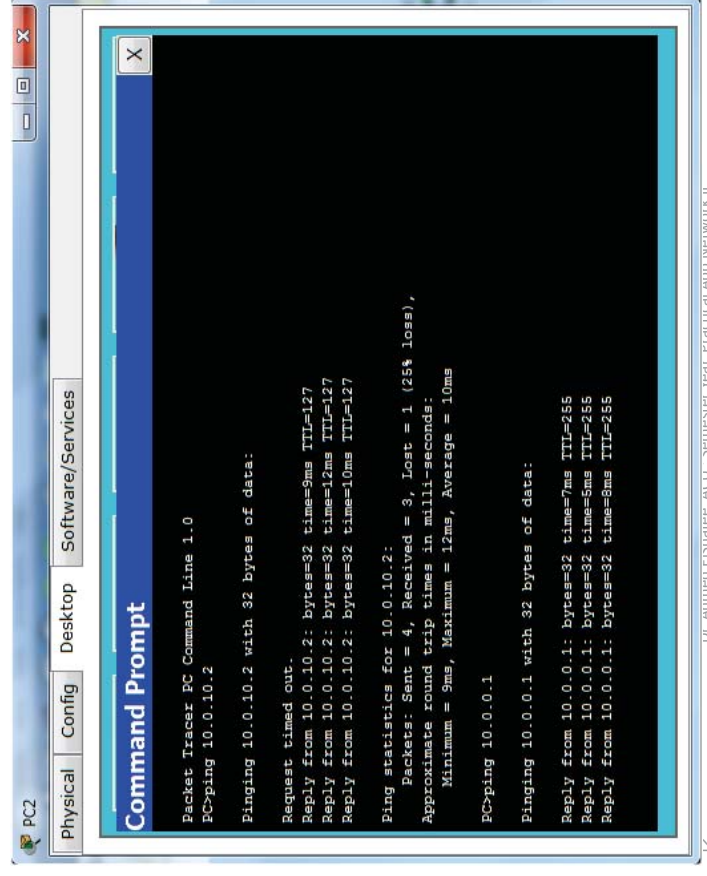 PC2
Physical Config Desktop Software/Services
Command Prompt
X
Packet Tracer PC Command Line 1.0
PC>ping 10.0.10.2
Pinging 10.0.10.2 with 32 bytes of data:
Request timed out.
Reply from 10.0.10.2: bytes=32 time=9ms TTL=127
Reply from 10.0.10.2: bytes=32 time=12ms TTL=127
Reply from 10.0.10.2: bytes=32 time=10ms TTL=127
Ping statistics for 10.0.10.2:
Packets: Sent = 4, Received = 3, Lost = 1 (25% loss),
Approximate round trip times in milli-seconds:
Minimum = 9ms, Maximum = 12ms, Average = 10ms
PC>ping 10.0.0.1
Pinging 10.0.0.1 with 32 bytes of data:
Reply from 10.0.0.1: bytes=32 time=7ms TTL=255
Reply from 10.0.0.1: bytes=32 time=5ms TTL=255
Reply from 10.0.0.1: bytes=32 time=8ms TTL=255